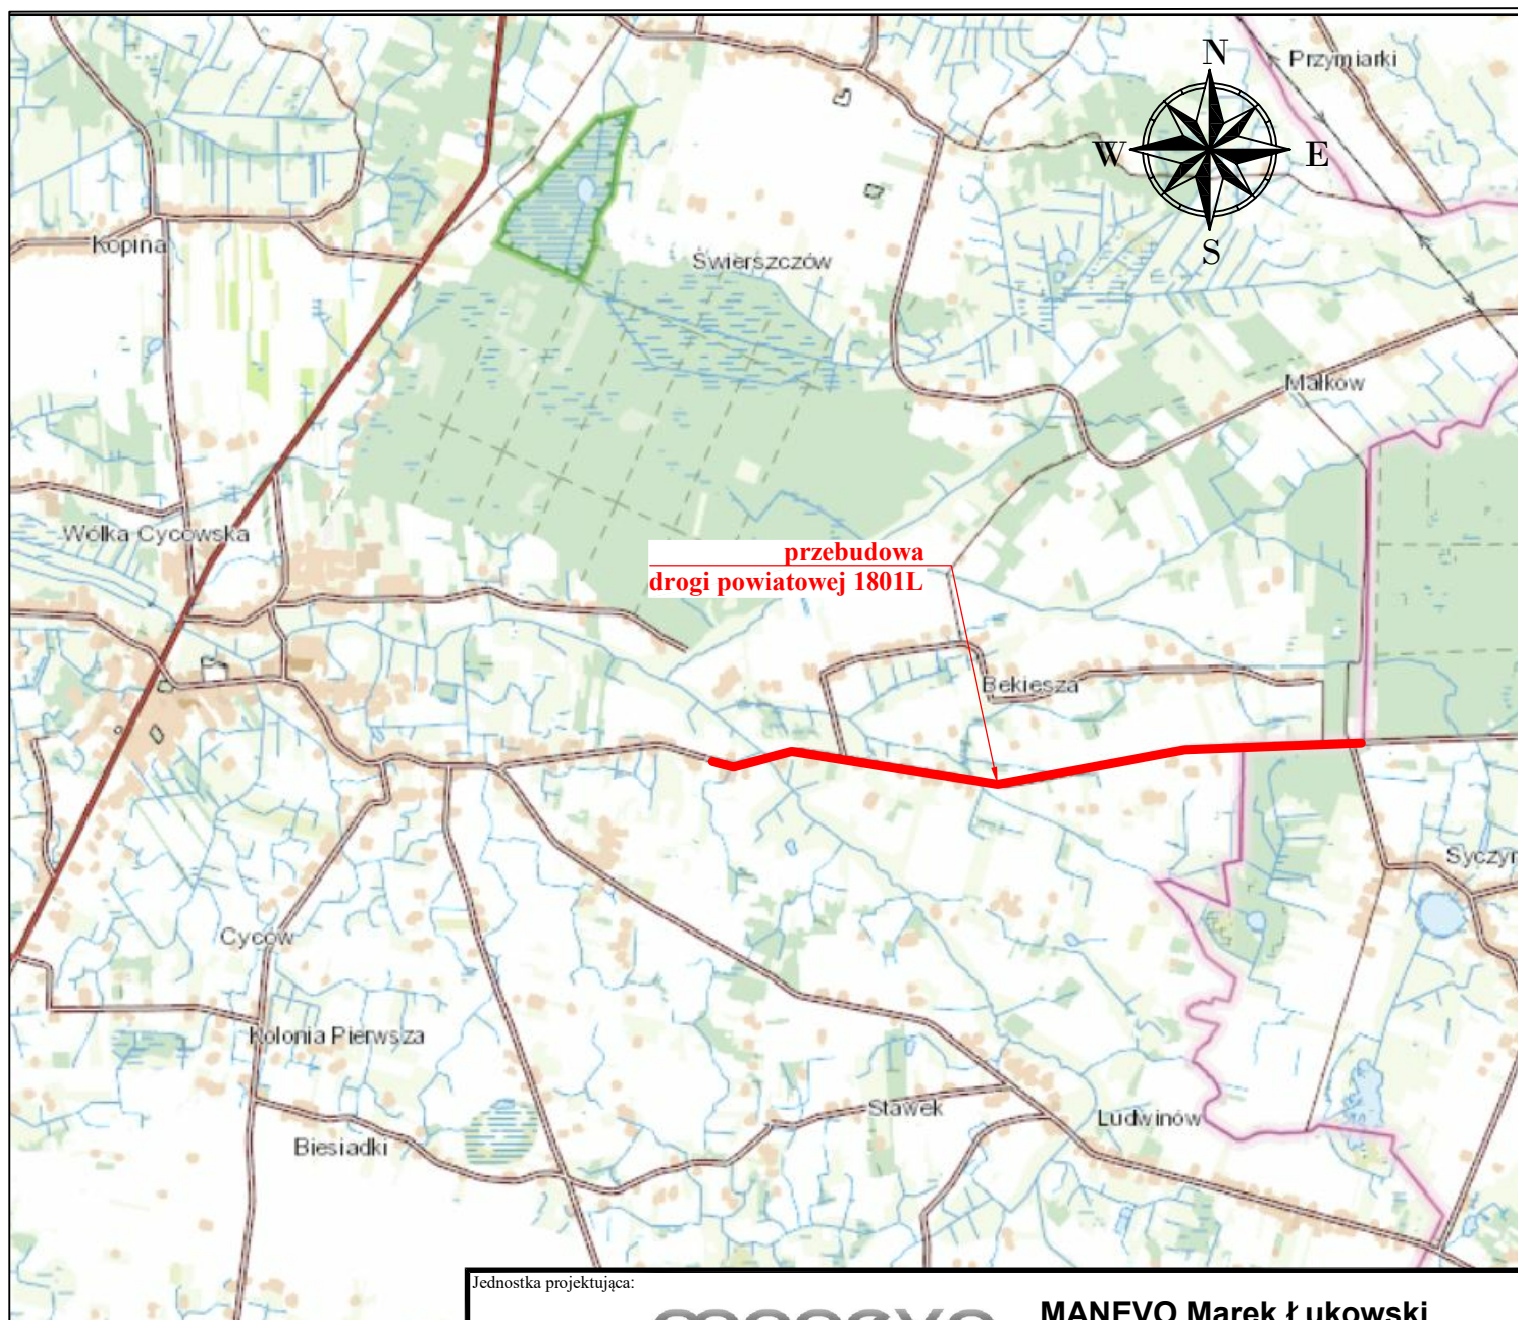 N
Przymiarki
W
E
S
Kopina
Świerszczów
Malków
Wólka Cycowska
przebudowa
drogi powiatowej 1801L
Bekiesza
Cyców
Kolonia Pierwsza
Stawek
Ludwinów
Biesiadki
Jednostka projektująca:
MANEVO Marek Łukowski